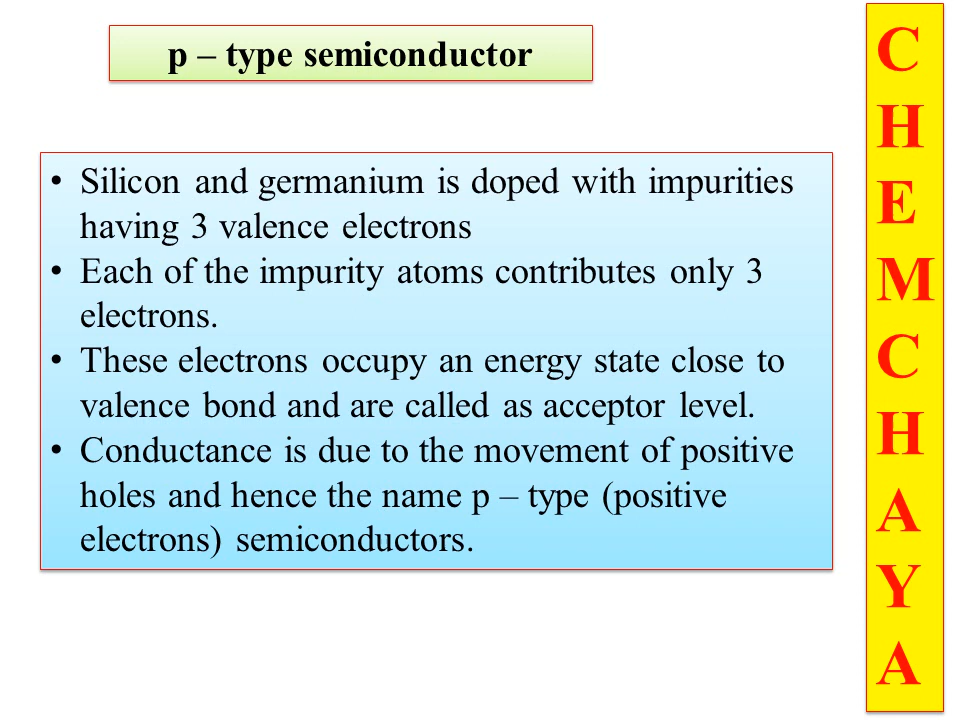 p – type semiconductor
• Silicon and germanium is doped with impurities
having 3 valence electrons
• Each of the impurity atoms contributes only 3
electrons.
• These electrons occupy an energy state close to
valence bond and are called as acceptor level.
• Conductance is due to the movement of positive
holes and hence the name p – type (positive
electrons) semiconductors.
C
H
E
M
C
H
A
Y
A